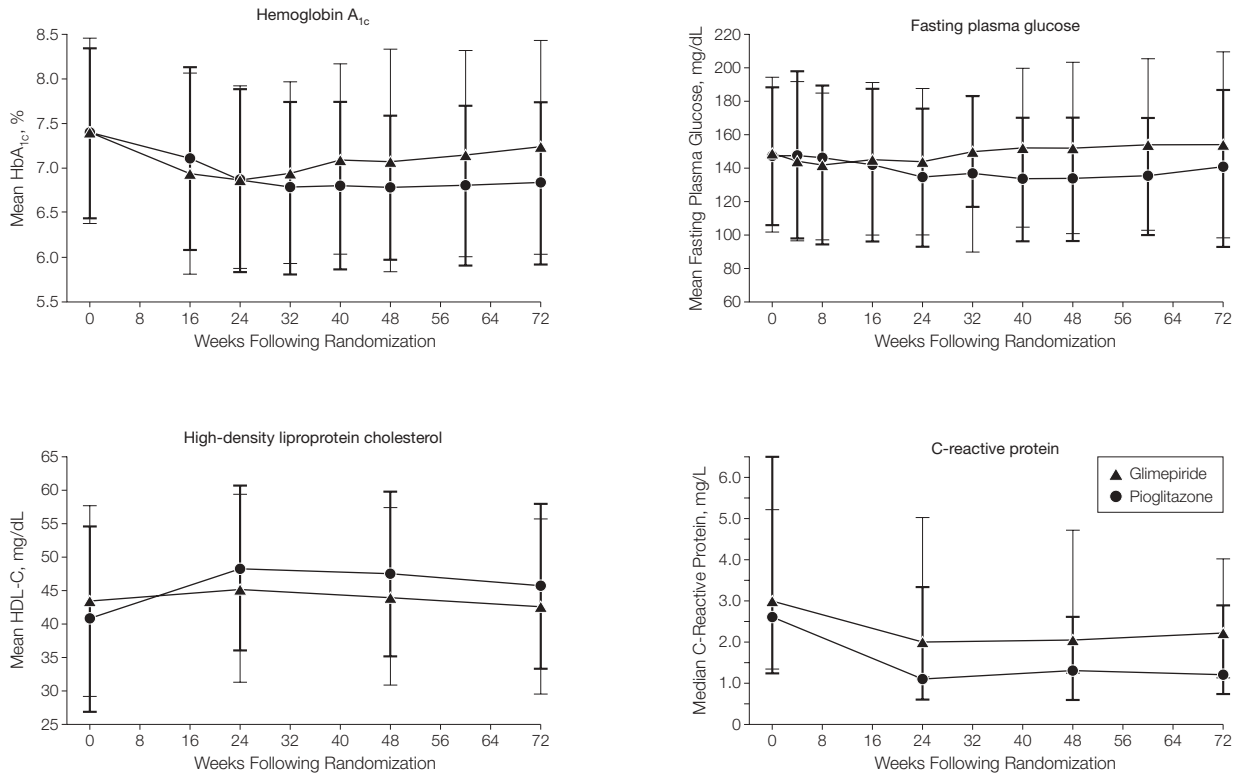 Hemoglobin A1c
Mean HbA1c, %
8.5
8.0
7.5
7.0
6.5
6.0
5.5
0 8 16 24 32 40 48 56 64 72
Weeks Following Randomization
Fasting plasma glucose
Mean Fasting Plasma Glucose, mg/dL
220
200
180
160
140
120
100
80
60
0 8 16 24 32 40 48 56 64 72
Weeks Following Randomization
High-density liproprotein cholesterol
Mean HDL-C, mg/dL
65
60
55
50
45
40
35
30
25
0 8 16 24 32 40 48 56 64 72
Weeks Following Randomization
C-reactive protein
Median C-Reactive Protein, mg/L
6.0
5.0
4.0
3.0
2.0
1.0
0
0 8 16 24 32 40 48 56 64 72
Weeks Following Randomization
Glimepiride
Pioglitazone